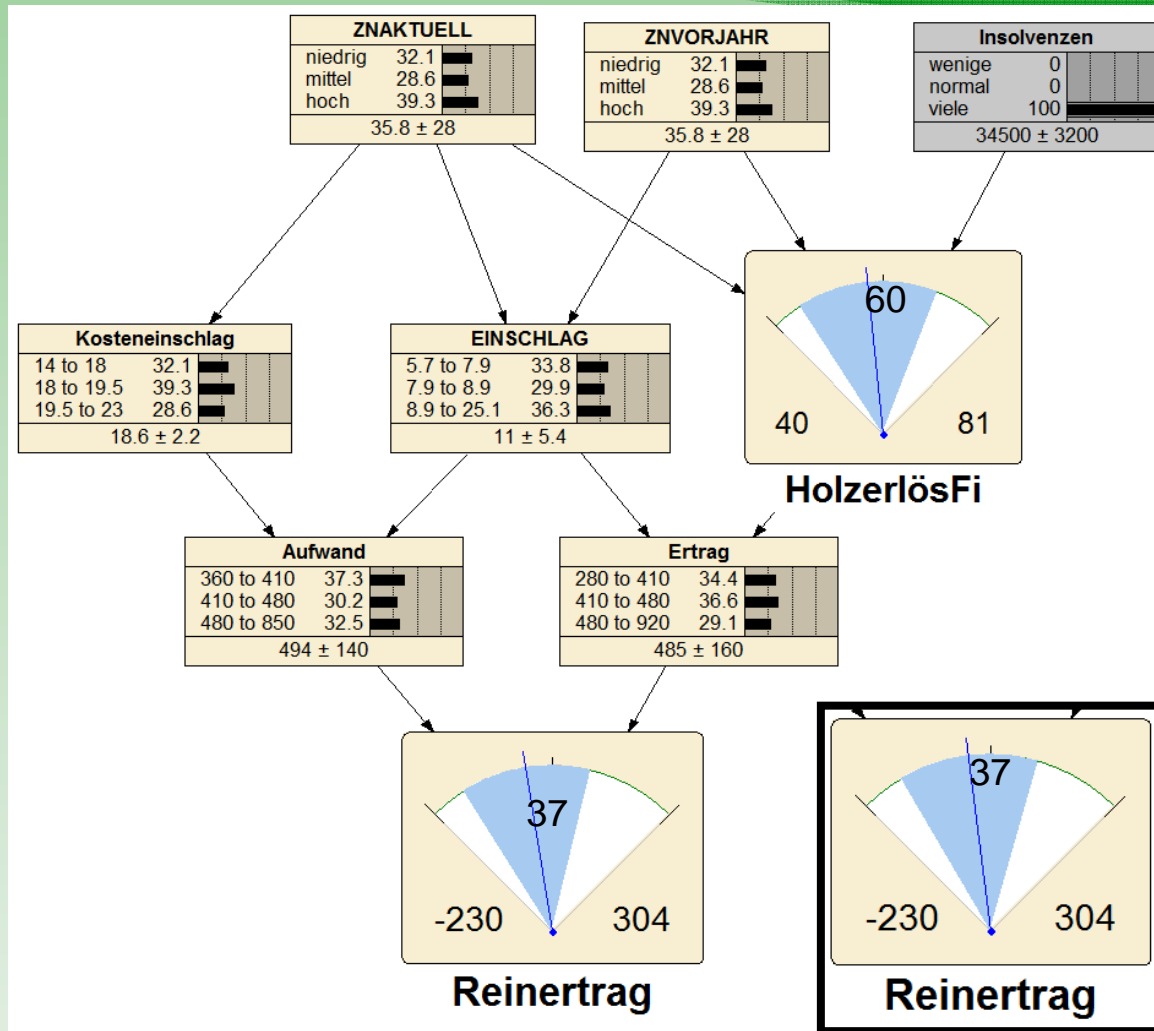 ZNAKTUELL
niedrig 32.1
mittel 28.6
hoch 39.3
35.8 ± 28
ZNVORJAHR
niedrig 32.1
mittel 28.6
hoch 39.3
35.8 ± 28
Insolvenzen
wenige 0
normal 0
viele 100
34500 ± 3200
60
40 81
HolzerlösFi
Kosteneinschlag
14 to 18 32.1
18 to 19.5 39.3
19.5 to 23 28.6
18.6 ± 2.2
EINSCHLAG
5.7 to 7.9 33.8
7.9 to 8.9 29.9
8.9 to 25.1 36.3
11 ± 5.4
Aufwand
360 to 410 37.3
410 to 480 30.2
480 to 850 32.5
494 ± 140
Ertrag
280 to 410 34.4
410 to 480 36.6
480 to 920 29.1
485 ± 160
37
-230 304
Reinertrag
37
-230 304
Reinertrag